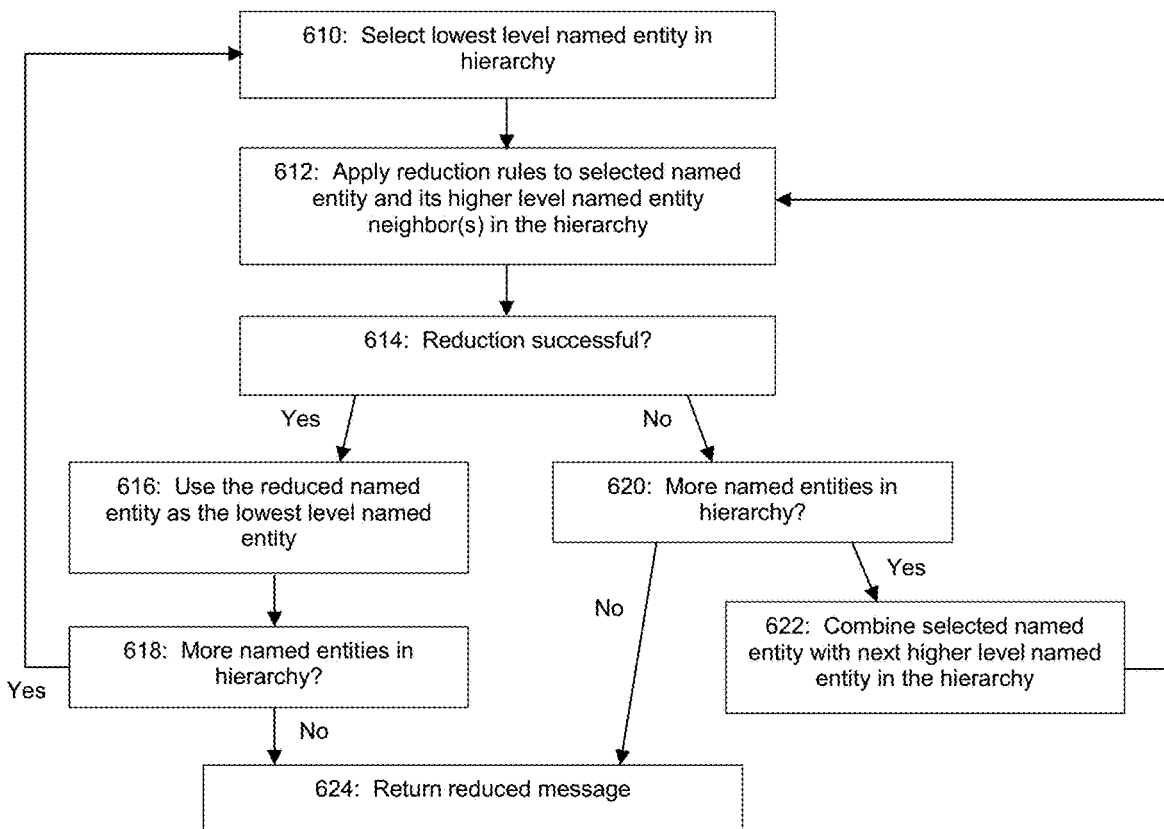 610: Select lowest level named entity in
hierarchy
612: Apply reduction rules to selected named
entity and its higher level named entity
neighbor(s) in the hierarchy
614: Reduction successful?
Yes
No
616: Use the reduced named
entity as the lowest level named
entity
620: More named entities in
hierarchy?
Yes
No
618: More named entities in
hierarchy?
622: Combine selected named
entity with next higher level named
entity in the hierarchy
Yes
No
624: Return reduced message